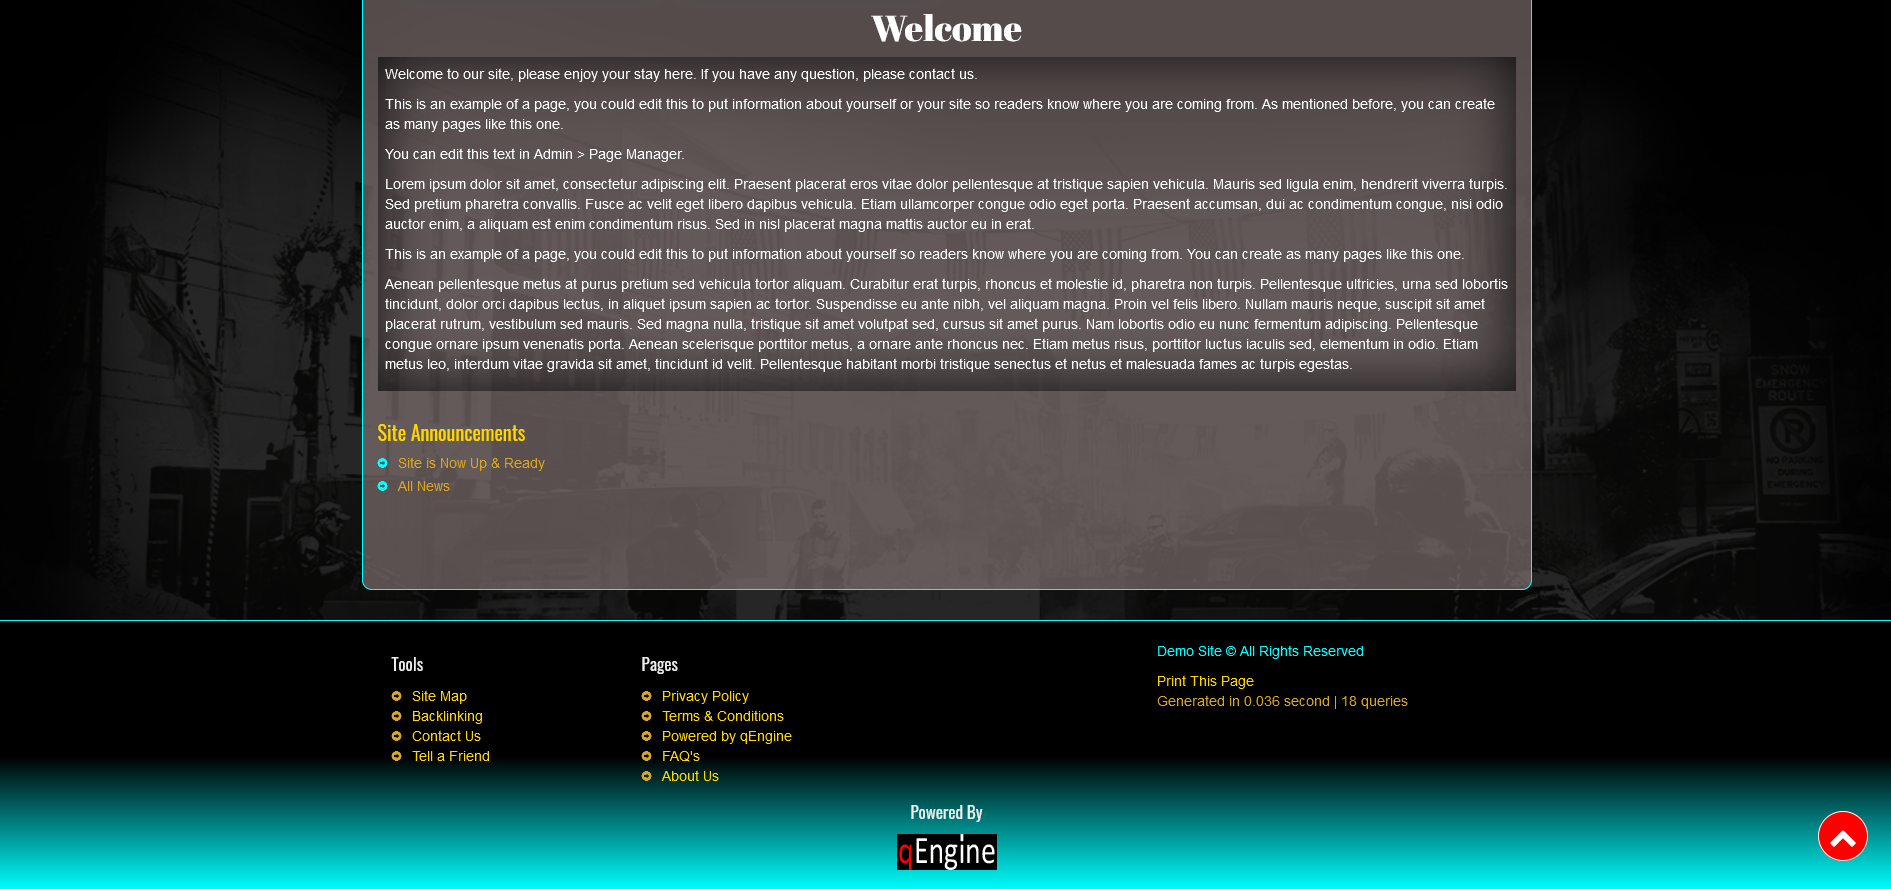 Welcome
Welcome to our site, please enjoy your stay here. If you have any question, please contact us.
This is an example of a page, you could edit this to put information about yourself or your site so readers know where you are coming from. As mentioned before, you can create
as many pages like this one.
You can edit this text in Admin > Page Manager.
Lorem ipsum dolor sit amet, consectetur adipiscing elit. Praesent placerat eros vitae dolor pellentesque at tristique sapien vehicula. Mauris sed ligula enim, hendrerit viverra turpis.
Sed pretium pharetra convallis. Fusce ac velit eget libero dapibus vehicula. Etiam ullamcorper congue odio eget porta. Praesent accumsan, dui ac condimentum congue, nisi odio
auctor enim, a aliquam est enim condimentum risus. Sed in nisl placerat magna mattis auctor eu in erat.
This is an example of a page, you could edit this to put information about yourself so readers know where you are coming from. You can create as many pages like this one.
Aenean pellentesque metus at purus pretium sed vehicula tortor aliquam. Curabitur erat turpis, rhoncus et molestie id, pharetra non turpis. Pellentesque ultricies, urna sed lobortis
tincidunt, dolor orci dapibus lectus, in aliquet ipsum sapien ac tortor. Suspendisse eu ante nibh, vel aliquam magna. Proin vel felis libero. Nullam mauris neque, suscipit sit amet
placerat rutrum, vestibulum sed mauris. Sed magna nulla, tristique sit amet volutpat sed, cursus sit amet purus. Nam lobortis odio eu nunc fermentum adipiscing. Pellentesque
congue ornare ipsum venenatis porta. Aenean scelerisque porttitor metus, a ornare ante rhoncus nec. Etiam metus risus, porttitor luctus iaculis sed, elementum in odio. Etiam
metus leo, interdum vitae gravida sit amet, tincidunt id velit. Pellentesque habitant morbi tristique senectus et netus et malesuada fames ac turpis egestas.
Site Announcements
Site is Now Up & Ready
All News
SNOW
EMERGENCY
ROUTE
NO PARKING
DURING
EMERGENCY
Tools
Site Map
Backlinking
Contact Us
Tell a Friend
Pages
Privacy Policy
Terms & Conditions
Powered by qEngine
FAQ's
About Us
Demo Site © All Rights Reserved
Print This Page
Generated in 0.036 second | 18 queries
Powered By
qEngine